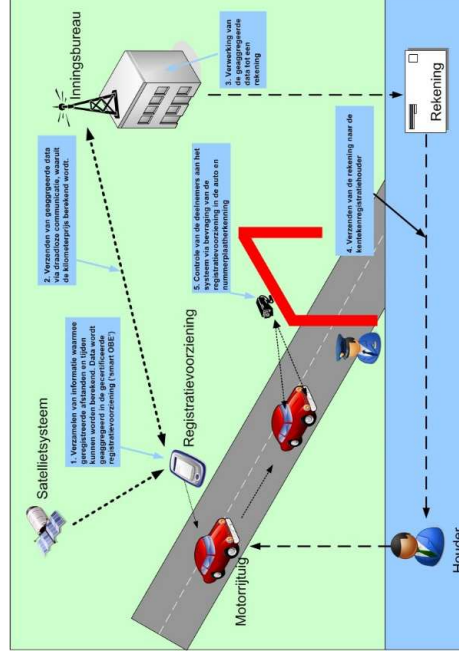 Satellietsysteem
1. Verzamelen van informatie waarmee
geregistreerde afstanden en tijden
kunnen worden berekend. Data wordt
geaggregeerd in de gecertificeerde
registratievoorziening ('smart OBE')
2. Verzenden van geaggrgeerde data
via draadloze communicatie, waaruit
de kilometerprijs berekend wordt.
Inningsbureau
3. Verwerking van
de geaggregeerde
data tot een
rekening
Registratievoorziening
Motorrijtuig
5. Controle van de deelnemers aan het
systeem via bevraging van de
registratievoorziening in de auto en
nummerplaatherkenning
4. Verzenden van de rekening naar de
kentekenregistratiehouder
Rekening
Houder